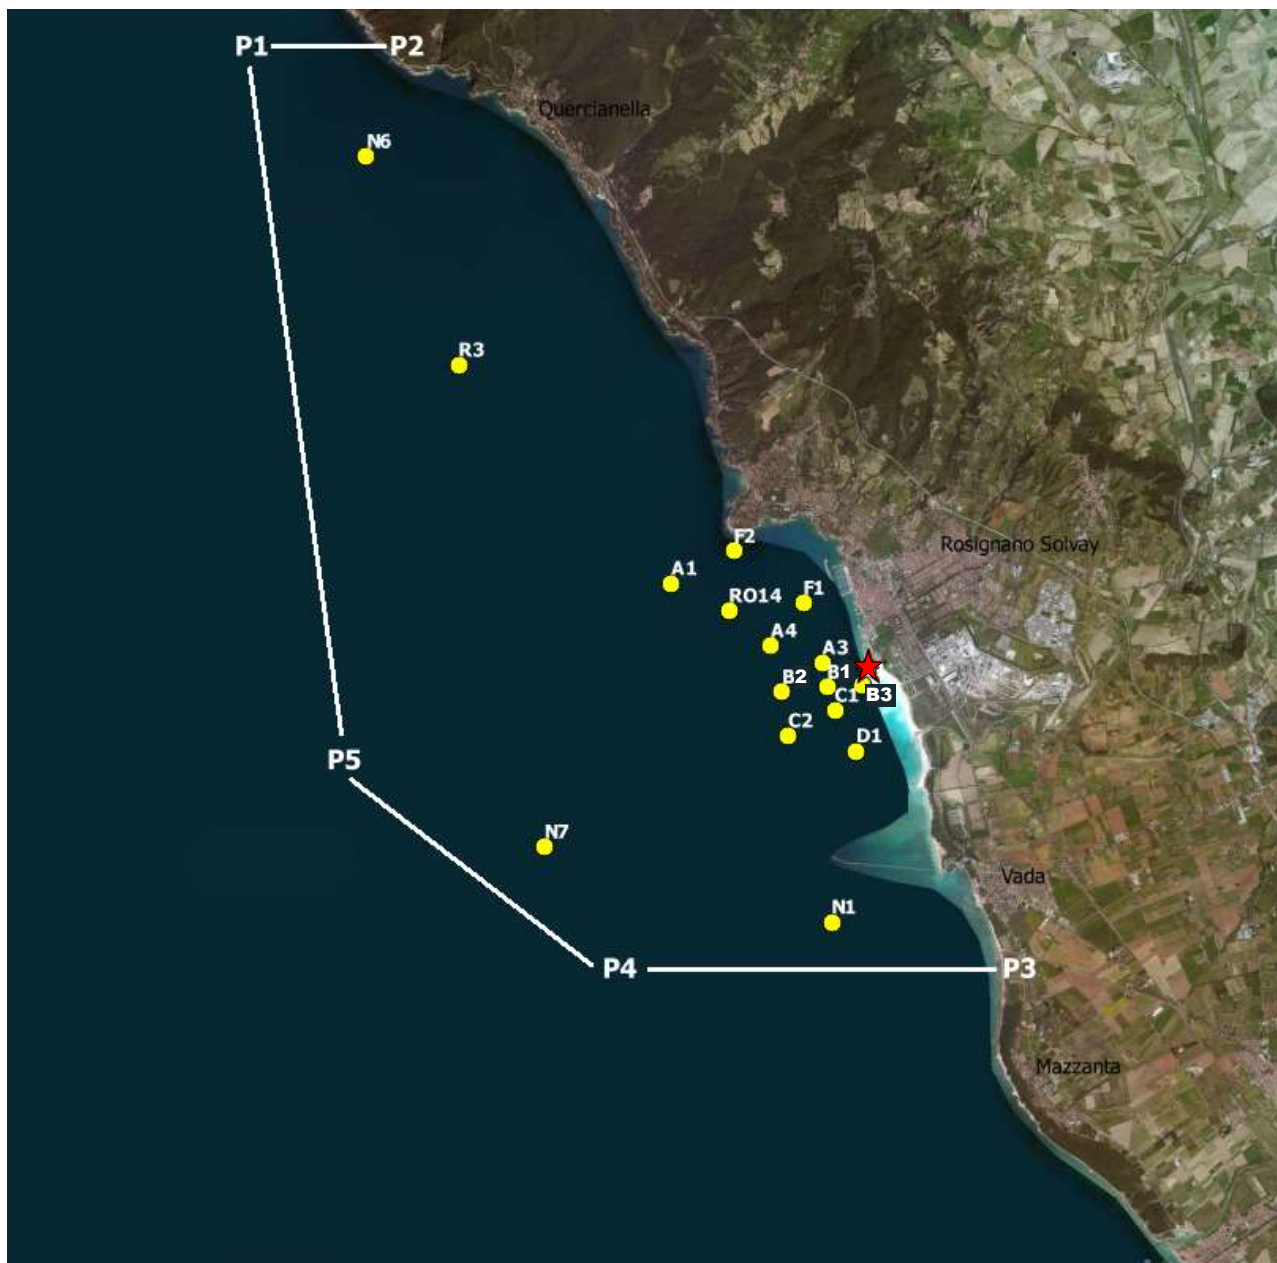 P1
P2
Quercianella
N6
R3
F2
Rosignano Solvay
A1
RO14
F1
A4
A3
B2
B1
B3
C1
C2
D1
P5
N7
Vada
N1
P4
P3
Mazzanta